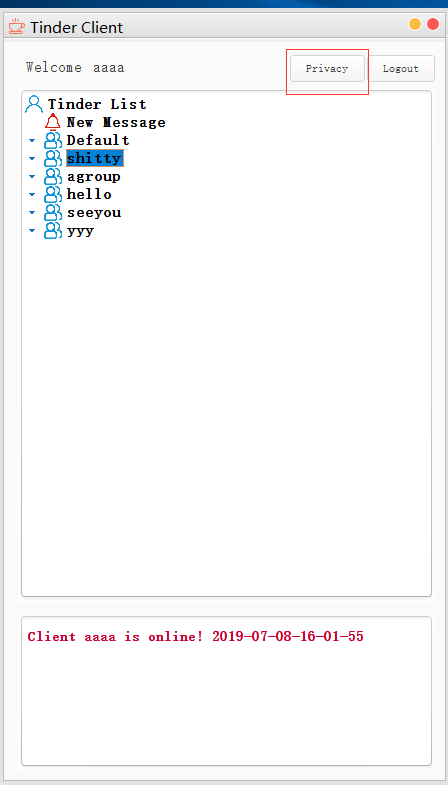 Tinder Client
Welcome aaaa
Privacy
Logout
Tinder List
New Message
Default
shitty
agroup
hello
seeyou
yyy
Client aaaa is online! 2019-07-08-16-01-55